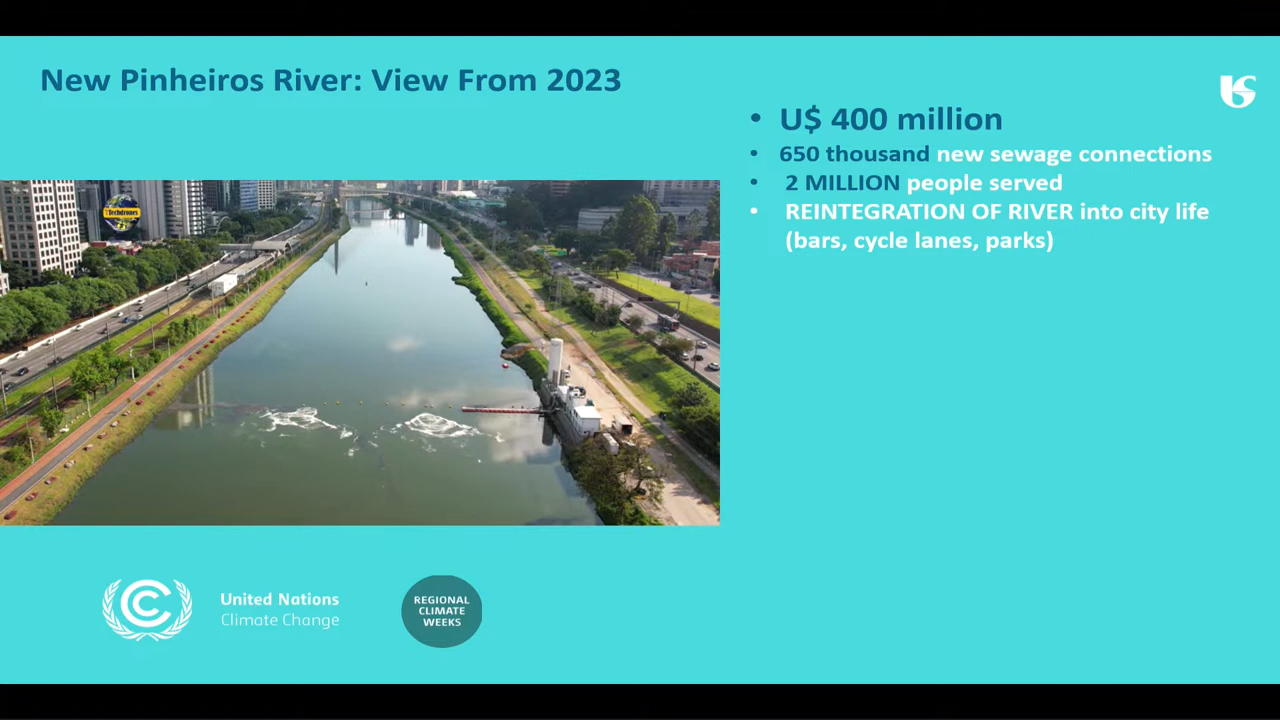 New Pinheiros River: View From 2023
• U$ 400 million
• 650 thousand new sewage connections
• 2 MILLION people served
• REINTEGRATION OF RIVER into city life
(bars, cycle lanes, parks)
Techdrones
United Nations
Climate Change
REGIONAL
CLIMATE
WEEKS